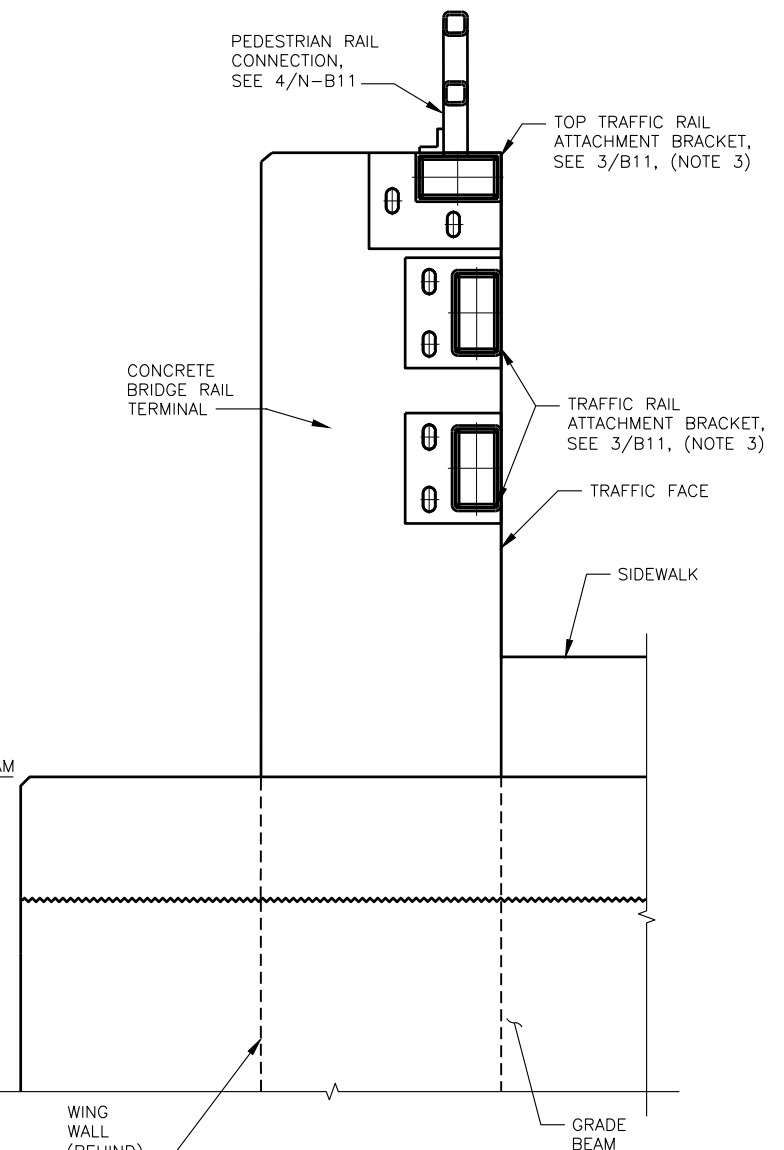 PEDESTRIAN RAIL
CONNECTION,
SEE 4/N-B11
TOP TRAFFIC RAIL
ATTACHMENT BRACKET,
SEE 3/B11, (NOTE 3)
CONCRETE
BRIDGE RAIL
TERMINAL
TRAFFIC RAIL
ATTACHMENT BRACKET,
SEE 3/B11, (NOTE 3)
TRAFFIC FACE
SIDEWALK
WING
WALL
(BEHIND)
GRADE
BEAM